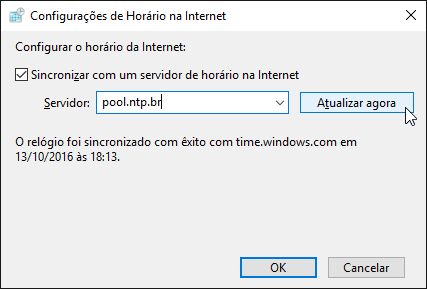 Configurações de Horário na Internet
Configurar o horário da Internet:
Sincronizar com um servidor de horário na Internet
Servidor: pool.ntp.br Atualizar agora
O relógio foi sincronizado com êxito com time.windows.com em
13/10/2016 às 18:13.
OK Cancelar